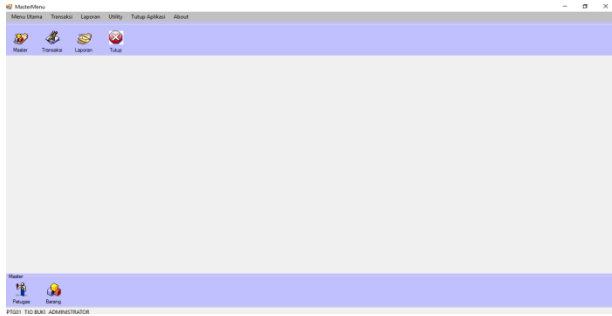 MasterMenu
Menu Utama Transaksi Laporan Utility Tutup Aplikasi About
Master Transaksi Laporan Tutup
Master
Petugas Barang
PTG01 TIO BUKI ADMINISTRATOR